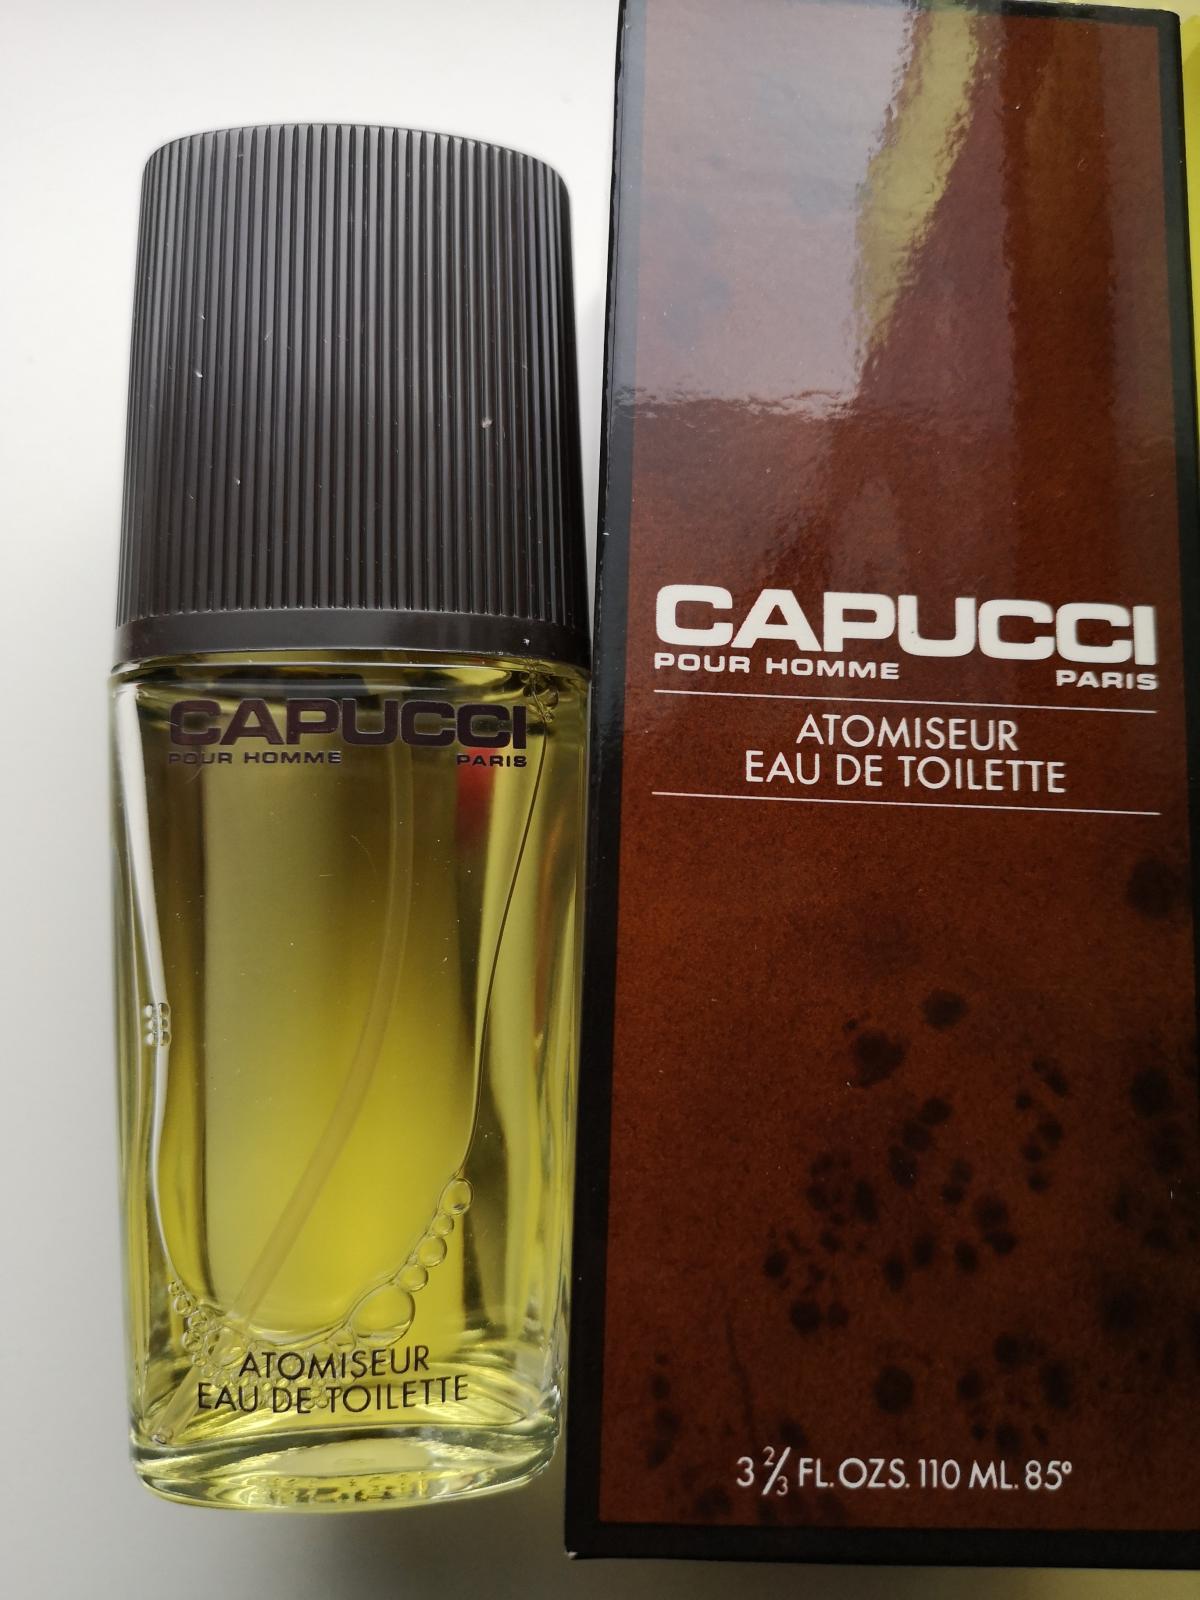 CAPUCCI
POUR HOMME PARIS
ATOMISEUR
EAU DE TOILETTE
CAPUCCI
POUR HOMME PARIS
ATOMISEUR
EAU DE TOILETTE
3 2/3 FL.OZS. 110 ML. 85°